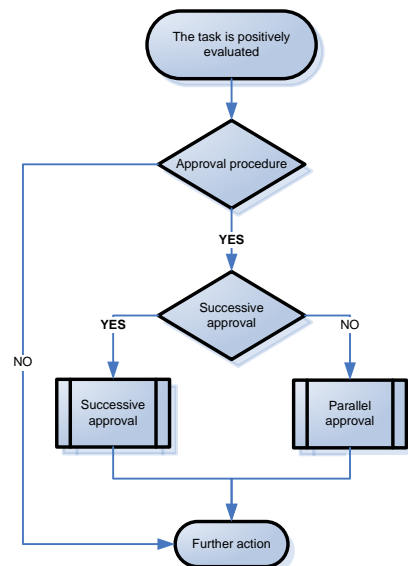 The task is positively
evaluated
Approval procedure
YES
Successive
approval
YES
NO
NO
Successive
approval
Parallel
approval
Further action